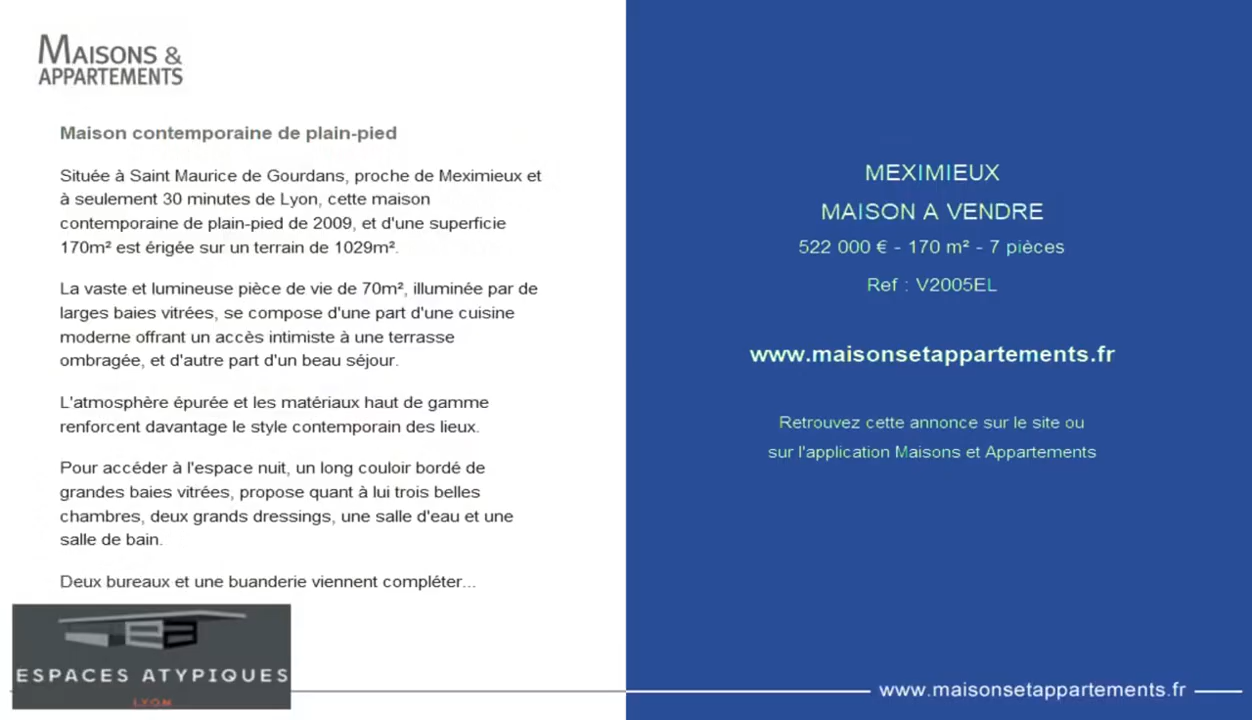 MAISONS &
APPARTEMENTS
Maison contemporaine de plain-pied
Située à Saint Maurice de Gourdans, proche de Meximieux et
à seulement 30 minutes de Lyon, cette maison
contemporaine de plain-pied de 2009, et d'une superficie
170m² est érigée sur un terrain de 1029m².
La vaste et lumineuse pièce de vie de 70m², illuminée par de
larges baies vitrées, se compose d'une part d'une cuisine
moderne offrant un accès intimiste à une terrasse
ombragée, et d'autre part d'un beau séjour.
L'atmosphère épurée et les matériaux haut de gamme
renforcent davantage le style contemporain des lieux.
Pour accéder à l'espace nuit, un long couloir bordé de
grandes baies vitrées, propose quant à lui trois belles
chambres, deux grands dressings, une salle d'eau et une
salle de bain.
Deux bureaux et une buanderie viennent compléter...
ESPACES ATYPIQUES
LYON
MEXIMIEUX
MAISON A VENDRE
522 000 € - 170 m² - 7 pièces
Ref : V2005EL
www.maisonsetappartements.fr
Retrouvez cette annonce sur le site ou
sur l'application Maisons et Appartements
www.maisonsetappartements.fr